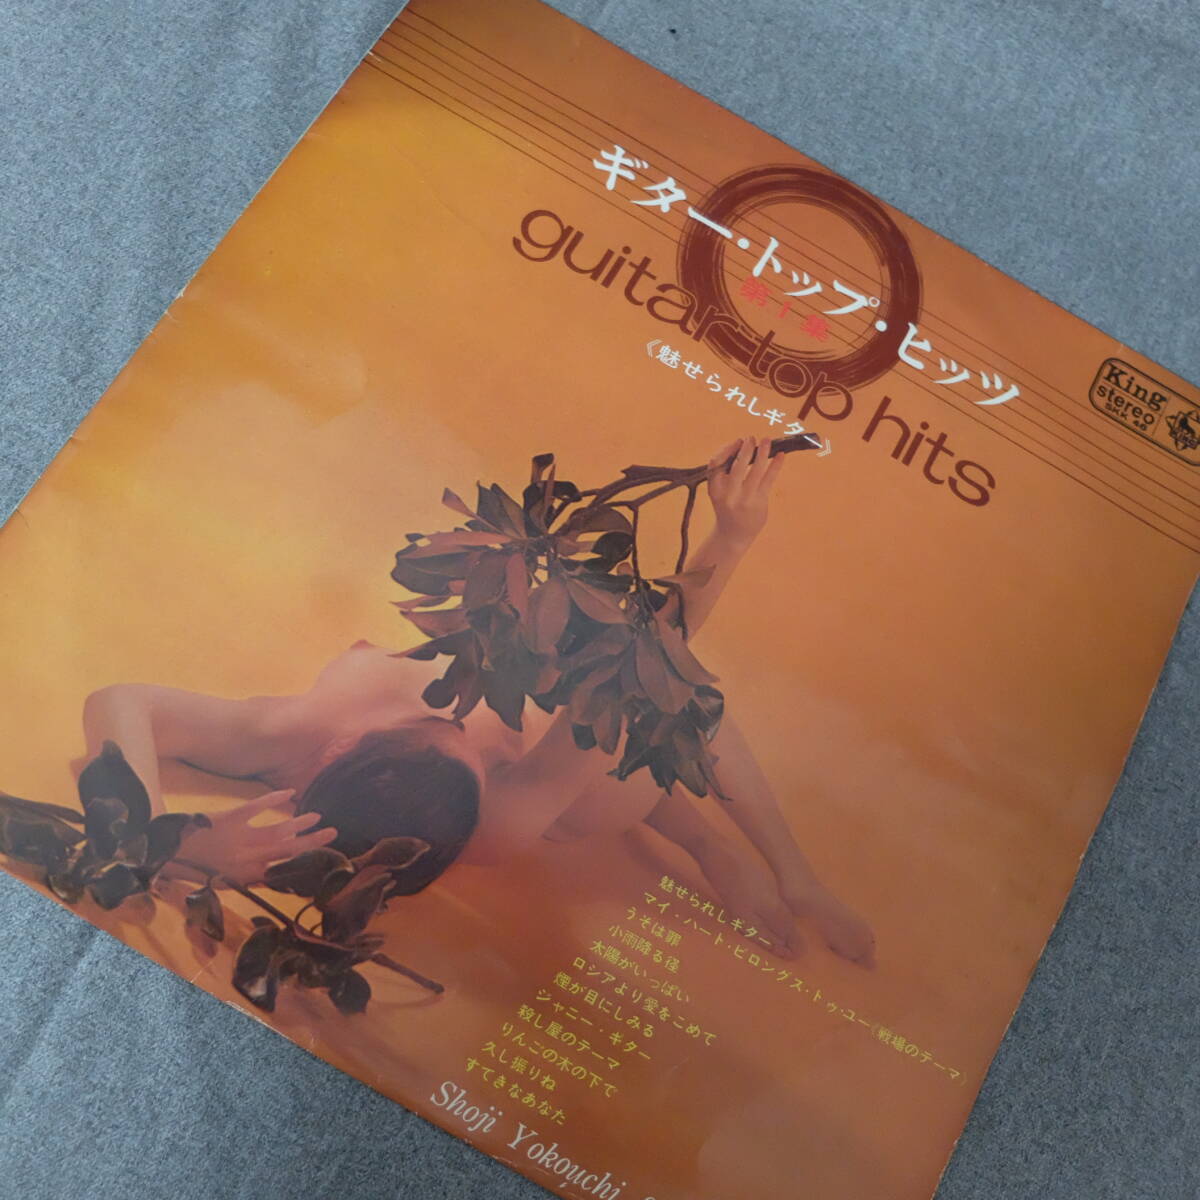 ギター・トップ・ヒッツ
第1集
guitar top hits
《魅せられしギター》
King
stereo
SKK 46
魅せられしギター
マイ・ハート・ビロングス・トゥ・ユー(戦場のテーマ)
うそは罪
小雨降る径
太陽がいっぱい
ロシアより愛をこめて
煙が目にしみる
ジャニー・ギター
殺し屋のテーマ
りんごの木の下で
久し振りね
すてきなあなた
Shoji Yokouchi